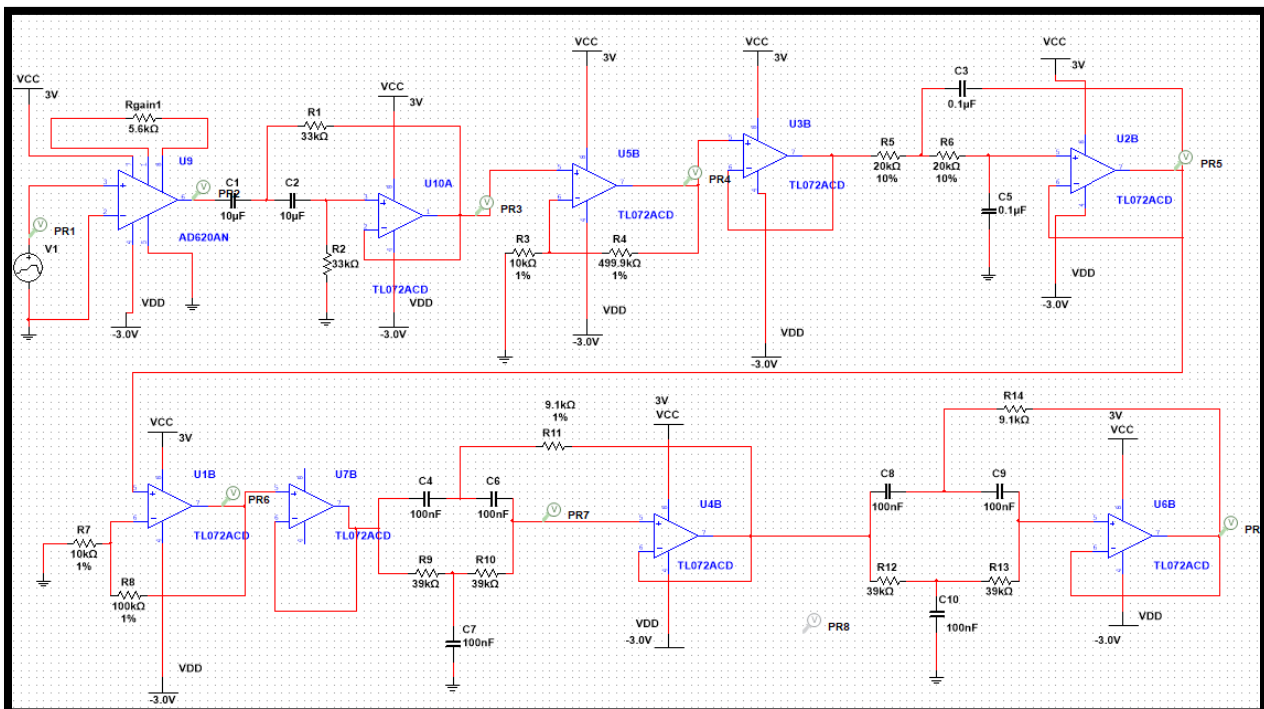 VCC
3V
Rgain1
5.6kΩ
U9
PR2
AD620AN
PR1
V1
VDD
-3.0V
C1
10µF
C2
10µF
R1
33kΩ
R2
33kΩ
VCC
3V
U10A
TL072ACD
VDD
-3.0V
PR3
VCC
3V
U5B
TL072ACD
R3
10kΩ
1%
R4
499.9kΩ
1%
VDD
-3.0V
PR4
VCC
3V
U3B
TL072ACD
VDD
-3.0V
R5
20kΩ
10%
R6
20kΩ
10%
C3
0.1µF
C5
0.1µF
VCC
3V
U2B
TL072ACD
VDD
-3.0V
PR5
VCC
3V
U1B
TL072ACD
R7
10kΩ
1%
R8
100kΩ
1%
VDD
-3.0V
PR6
U7B
TL072ACD
C4
100nF
C6
100nF
R9
39kΩ
R10
39kΩ
C7
100nF
9.1kΩ
1%
R11
PR7
3V
VCC
U4B
TL072ACD
VDD
-3.0V
C8
100nF
C9
100nF
R12
39kΩ
R13
39kΩ
C10
100nF
R14
9.1kΩ
3V
VCC
U6B
TL072ACD
VDD
-3.0V
PR
PR8